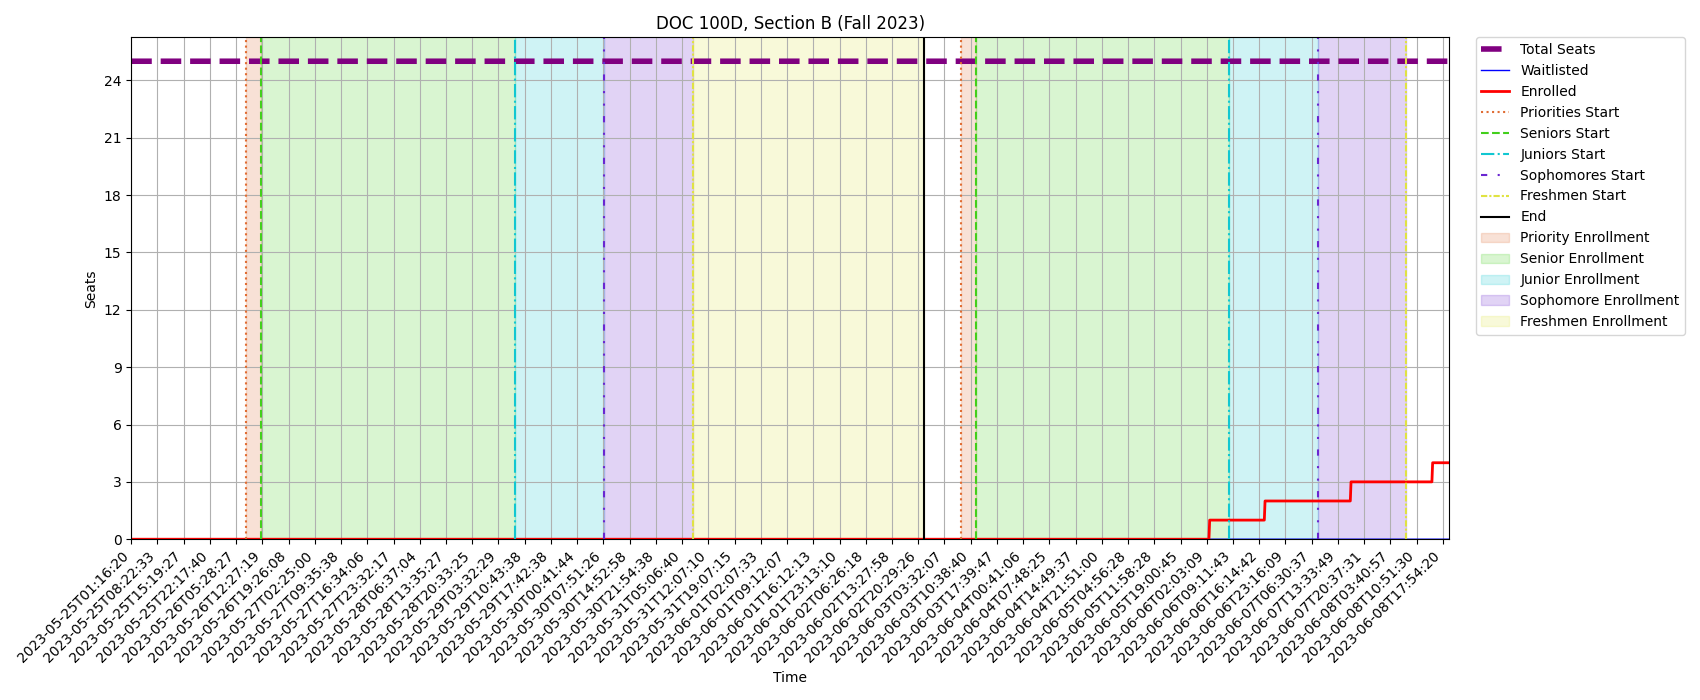 DOC 100D, Section B (Fall 2023)
Total Seats
Waitlisted
Enrolled
Priorities Start
Seniors Start
Juniors Start
Sophomores Start
Freshmen Start
End
Priority Enrollment
Senior Enrollment
Junior Enrollment
Sophomore Enrollment
Freshmen Enrollment
Seats
24
21
18
15
12
9
6
3
0
2023-05-25T01:16:20
2023-05-25T08:22:33
2023-05-25T15:19:27
2023-05-25T22:17:40
2023-05-26T05:28:27
2023-05-26T12:27:19
2023-05-26T19:26:08
2023-05-27T02:25:00
2023-05-27T09:35:38
2023-05-27T16:34:06
2023-05-27T23:32:17
2023-05-28T06:37:04
2023-05-28T13:35:27
2023-05-28T20:33:25
2023-05-29T03:32:29
2023-05-29T10:43:38
2023-05-29T17:42:38
2023-05-30T00:41:44
2023-05-30T07:51:26
2023-05-30T14:52:58
2023-05-30T21:54:38
2023-05-31T05:06:40
2023-05-31T12:07:10
2023-05-31T19:07:15
2023-06-01T02:07:33
2023-06-01T09:12:07
2023-06-01T16:12:13
2023-06-01T23:13:10
2023-06-02T06:26:18
2023-06-02T13:27:58
2023-06-02T20:29:26
2023-06-03T03:32:07
2023-06-03T10:38:40
2023-06-03T17:39:47
2023-06-04T00:41:06
2023-06-04T07:48:25
2023-06-04T14:49:37
2023-06-04T21:51:00
2023-06-05T04:56:28
2023-06-05T11:58:28
2023-06-05T19:00:45
2023-06-06T02:03:09
2023-06-06T09:11:43
2023-06-06T16:14:42
2023-06-06T23:16:09
2023-06-07T06:30:37
2023-06-07T13:33:49
2023-06-07T20:37:31
2023-06-08T03:40:57
2023-06-08T10:51:30
2023-06-08T17:54:20
Time